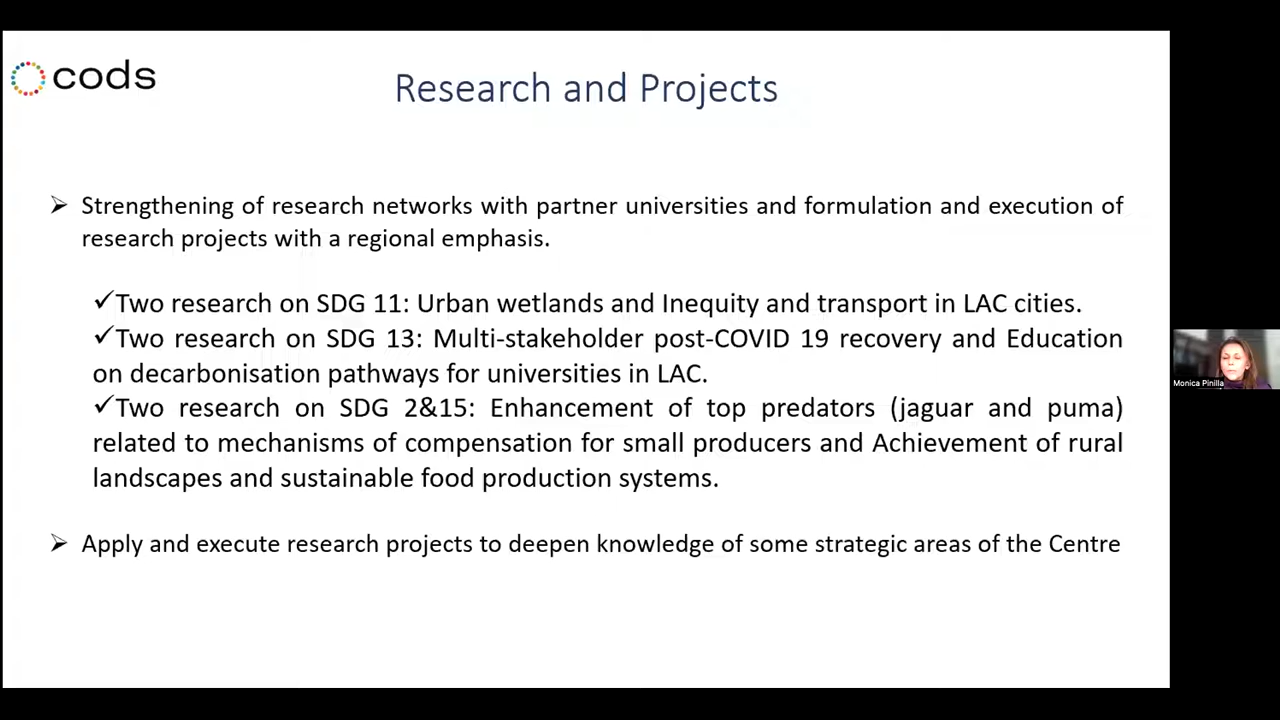 cods
Research and Projects
➢ Strengthening of research networks with partner universities and formulation and execution of
research projects with a regional emphasis.
✓Two research on SDG 11: Urban wetlands and Inequity and transport in LAC cities.
✓Two research on SDG 13: Multi-stakeholder post-COVID 19 recovery and Education
on decarbonisation pathways for universities in LAC.
✓Two research on SDG 2&15: Enhancement of top predators (jaguar and puma)
related to mechanisms of compensation for small producers and Achievement of rural
landscapes and sustainable food production systems.
➢ Apply and execute research projects to deepen knowledge of some strategic areas of the Centre
Monica Pinilla